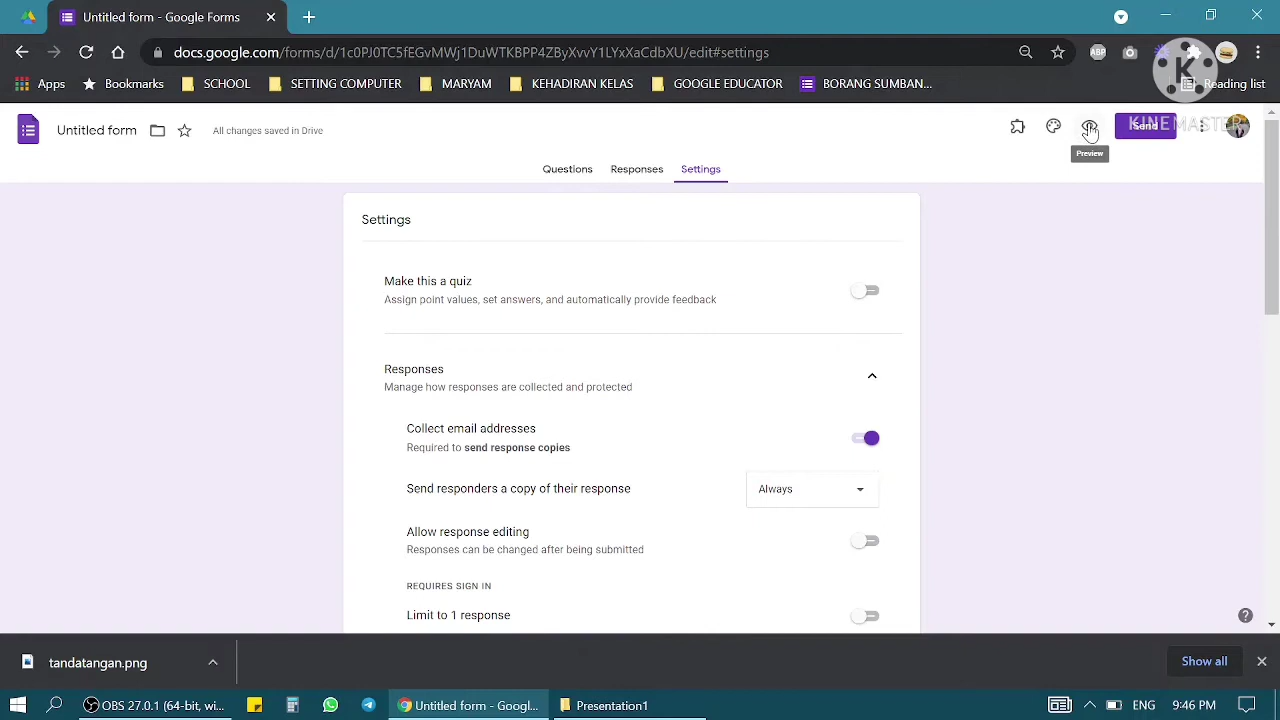 Untitled form - Google Forms
docs.google.com/forms/d/1c0PJ0TC5fEGvMWj1DuWTKBPP4ZByXvvY1LYxXaCdbXU/edit#settings
ABP
Apps Bookmarks SCHOOL SETTING COMPUTER MARYAM KEHADIRAN KELAS GOOGLE EDUCATOR BORANG SUMBAN... Reading list
K
Untitled form All changes saved in Drive Send
KINEMASTER
Preview
Questions Responses Settings
Settings
Make this a quiz
Assign point values, set answers, and automatically provide feedback
Responses
Manage how responses are collected and protected
Collect email addresses
Required to send response copies
Send responders a copy of their response Always
Allow response editing
Responses can be changed after being submitted
REQUIRES SIGN IN
Limit to 1 response
tandatangan.png Show all
OBS 27.0.1 (64-bit, wi... Untitled form - Google... Presentation1 ENG 9:46 PM